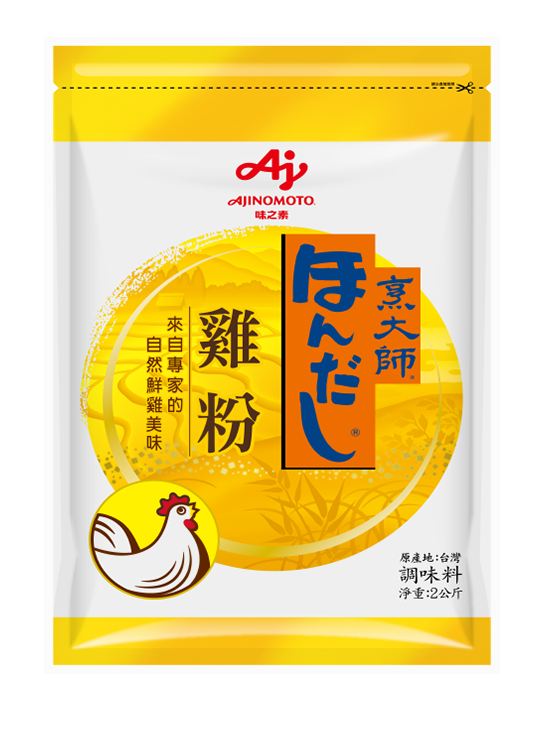 Aj
AJINOMOTO®
味之素
ほんだし®
烹大師®
雞粉
來自專家的
自然鮮雞美味
原產地:台灣
調味料
淨重:2公斤